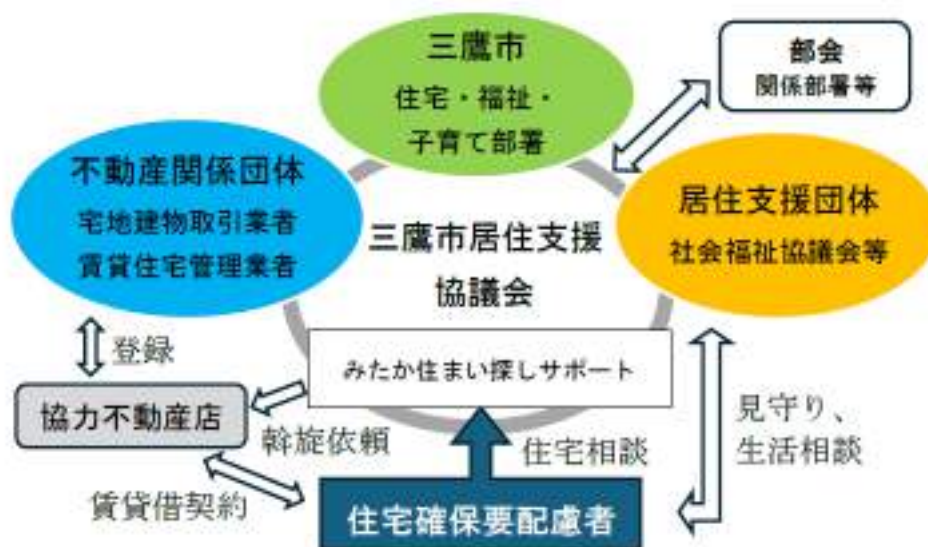 三鷹市
住宅・福祉・
子育て部署
部会
関係部署等
不動産関係団体
宅地建物取引業者
賃貸住宅管理業者
居住支援団体
社会福祉協議会等
三鷹市居住支援
協議会
みたか住まい探しサポート
登録
協力不動産店
斡旋依頼
住宅相談
見守り、
生活相談
賃貸借契約
住宅確保要配慮者